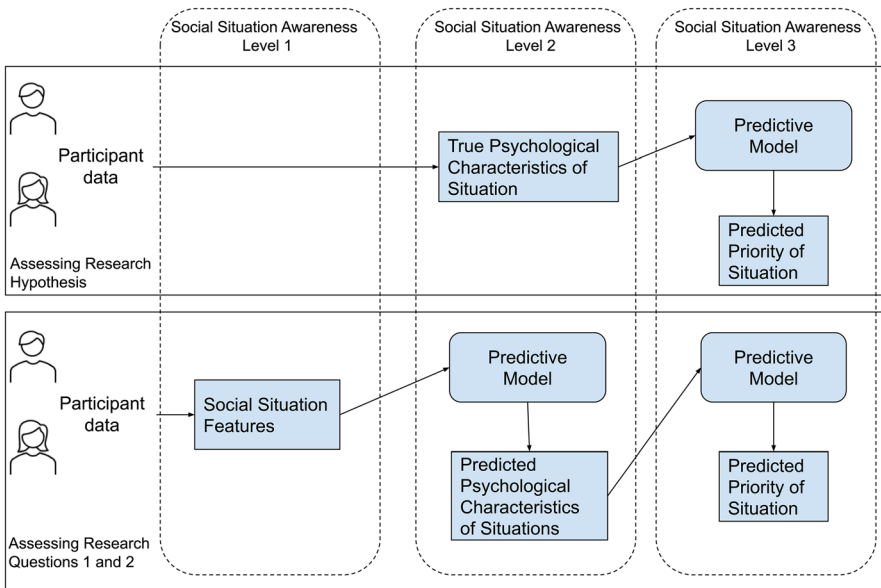 Social Situation Awareness
Level 1
Social Situation Awareness
Level 2
Social Situation Awareness
Level 3
Participant
data
True Psychological
Characteristics of
Situation
Predictive
Model
Predicted
Priority of
Situation
Assessing Research
Hypothesis
Participant
data
Social Situation
Features
Predictive
Model
Predicted
Psychological
Characteristics
of Situations
Predictive
Model
Predicted
Priority of
Situation
Assessing Research
Questions 1 and 2